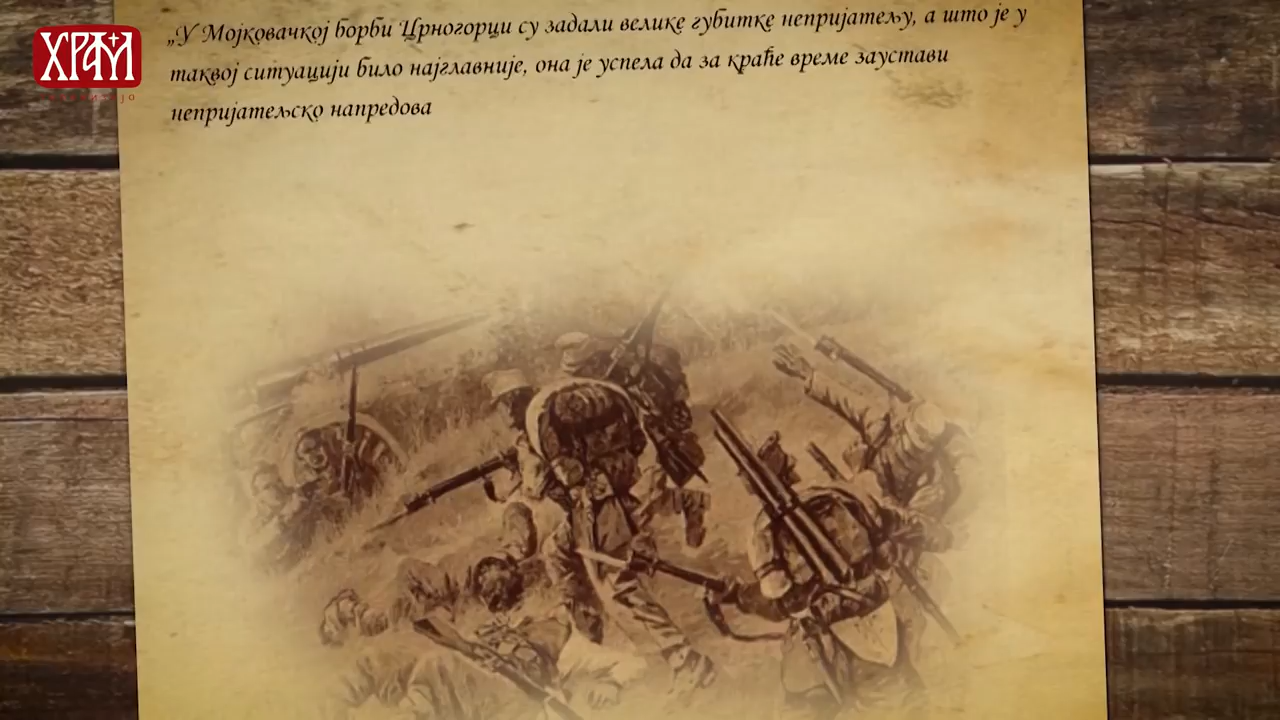 ХРАМ
„У Мојковачкој борби Црногорци су задали велике губитке непријатељу, а што је у
таквој ситуацији било најглавније, она је успела да за краће време заустави
непријатељско напредова